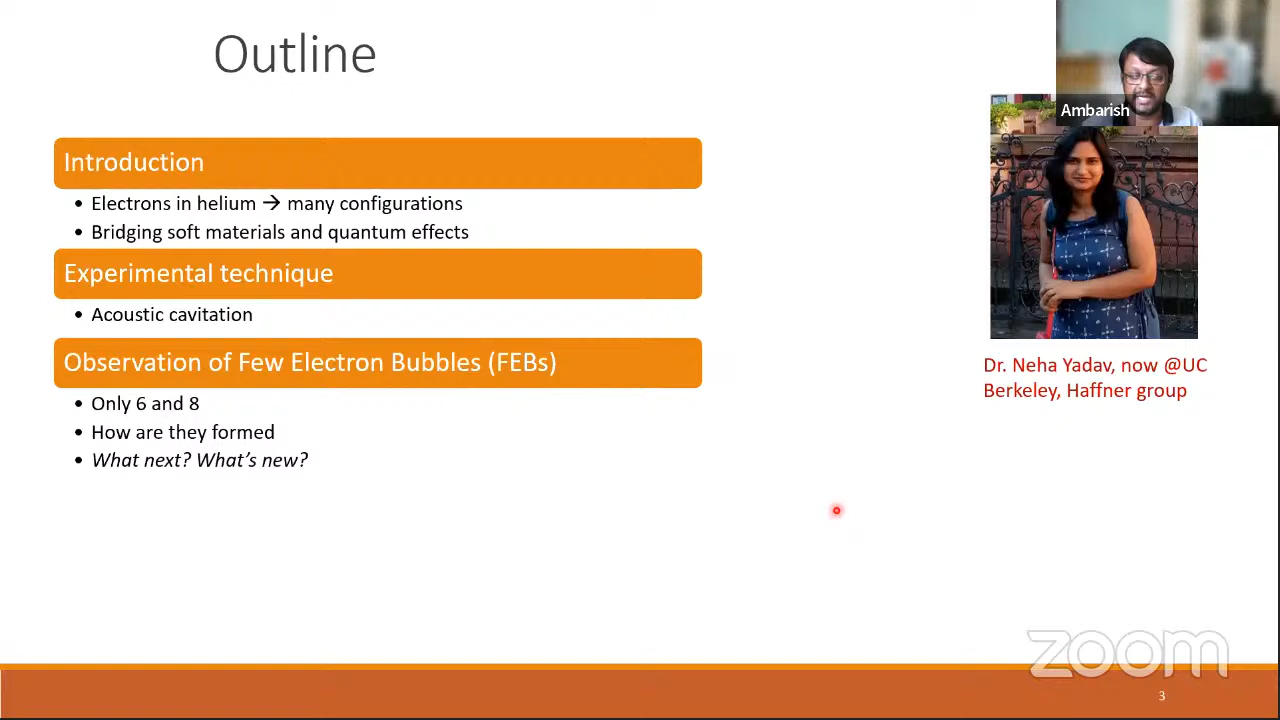 Outline
Ambarish
Introduction
• Electrons in helium → many configurations
• Bridging soft materials and quantum effects
Experimental technique
• Acoustic cavitation
Observation of Few Electron Bubbles (FEBs)
• Only 6 and 8
• How are they formed
• What next? What's new?
Dr. Neha Yadav, now @UC
Berkeley, Haffner group
zoom
3